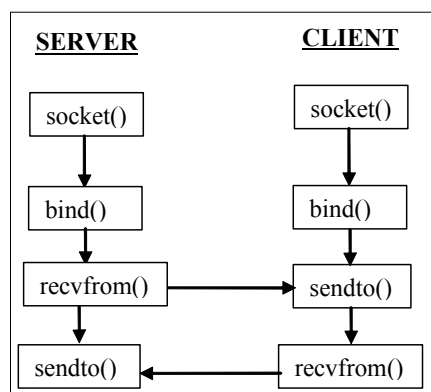 SERVER CLIENT
socket() socket()
bind() bind()
recvfrom() sendto()
sendto() recvfrom()